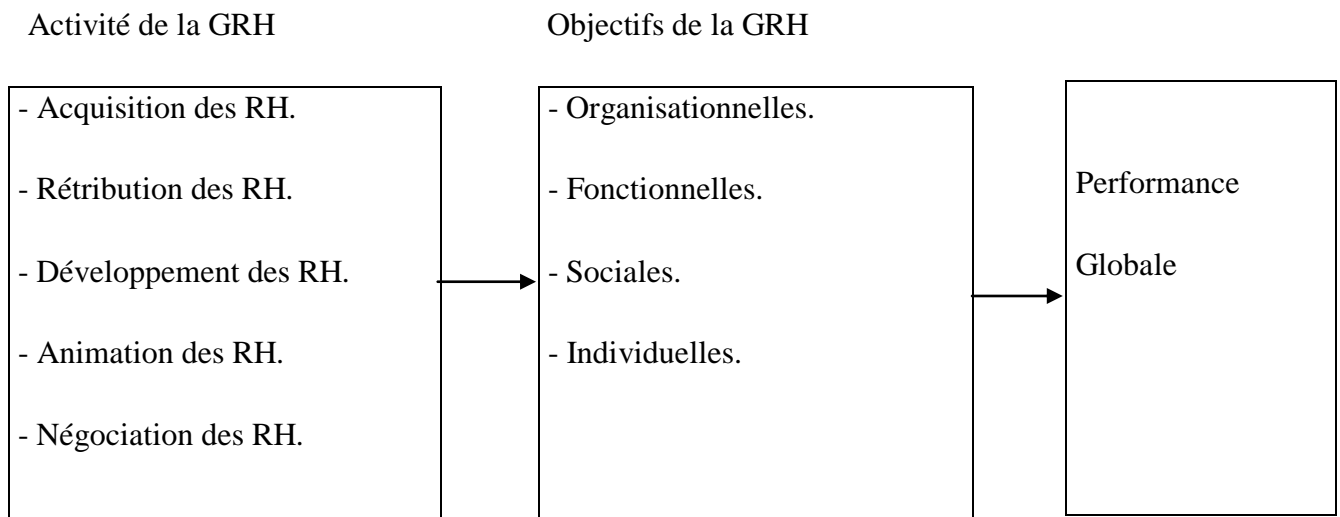 Activité de la GRH
Objectifs de la GRH
- Acquisition des RH.
- Rétribution des RH.
- Développement des RH.
- Animation des RH.
- Négociation des RH.
- Organisationnelles.
- Fonctionnelles.
- Sociales.
- Individuelles.
Performance
Globale